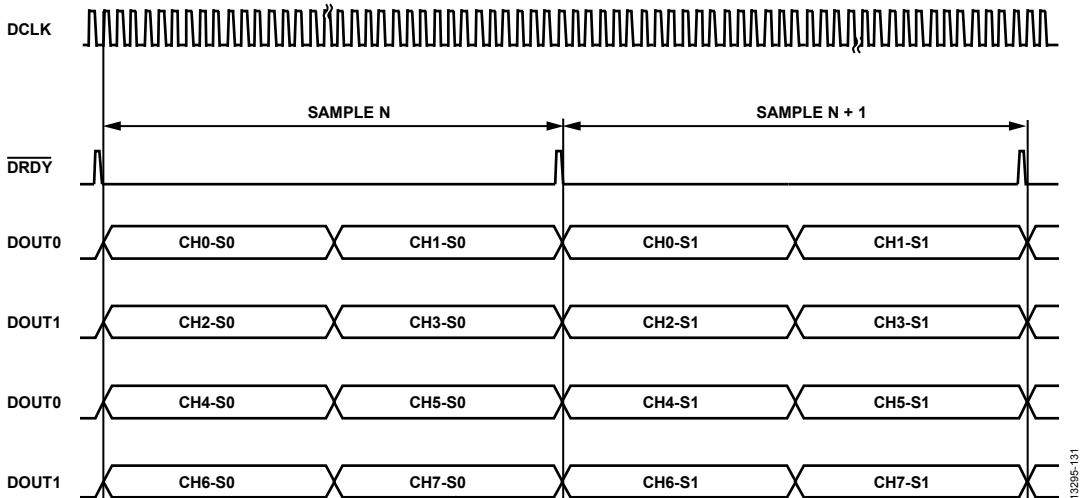 DCLK
SAMPLE N
SAMPLE N + 1
DRDY
DOUT0
CH0-S0
CH1-S0
CH0-S1
CH1-S1
DOUT1
CH2-S0
CH3-S0
CH2-S1
CH3-S1
DOUT0
CH4-S0
CH5-S0
CH4-S1
CH5-S1
DOUT1
CH6-S0
CH7-S0
CH6-S1
CH7-S1
13295-131